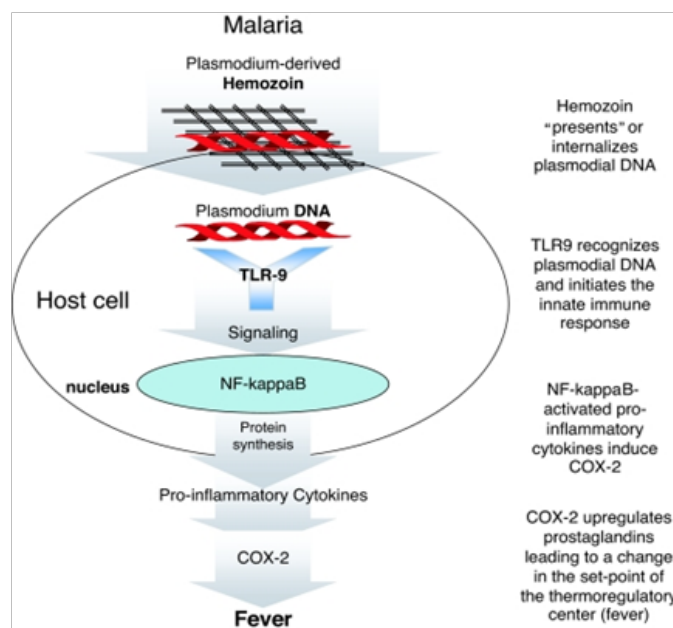 Malaria
Plasmodium-derived
Hemozoin
Hemozoin
"presents" or
internalizes
plasmodial DNA
Plasmodium DNA
TLR-9
Host cell
Signaling
TLR9 recognizes
plasmodial DNA
and initiates the
innate immune
response
nucleus
NF-kappaB
Protein
synthesis
NF-kappaB-
activated pro-
inflammatory
cytokines induce
COX-2
Pro-inflammatory Cytokines
COX-2
Fever
COX-2 upregulates
prostaglandins
leading to a change
in the set-point of
the thermoregulatory
center (fever)